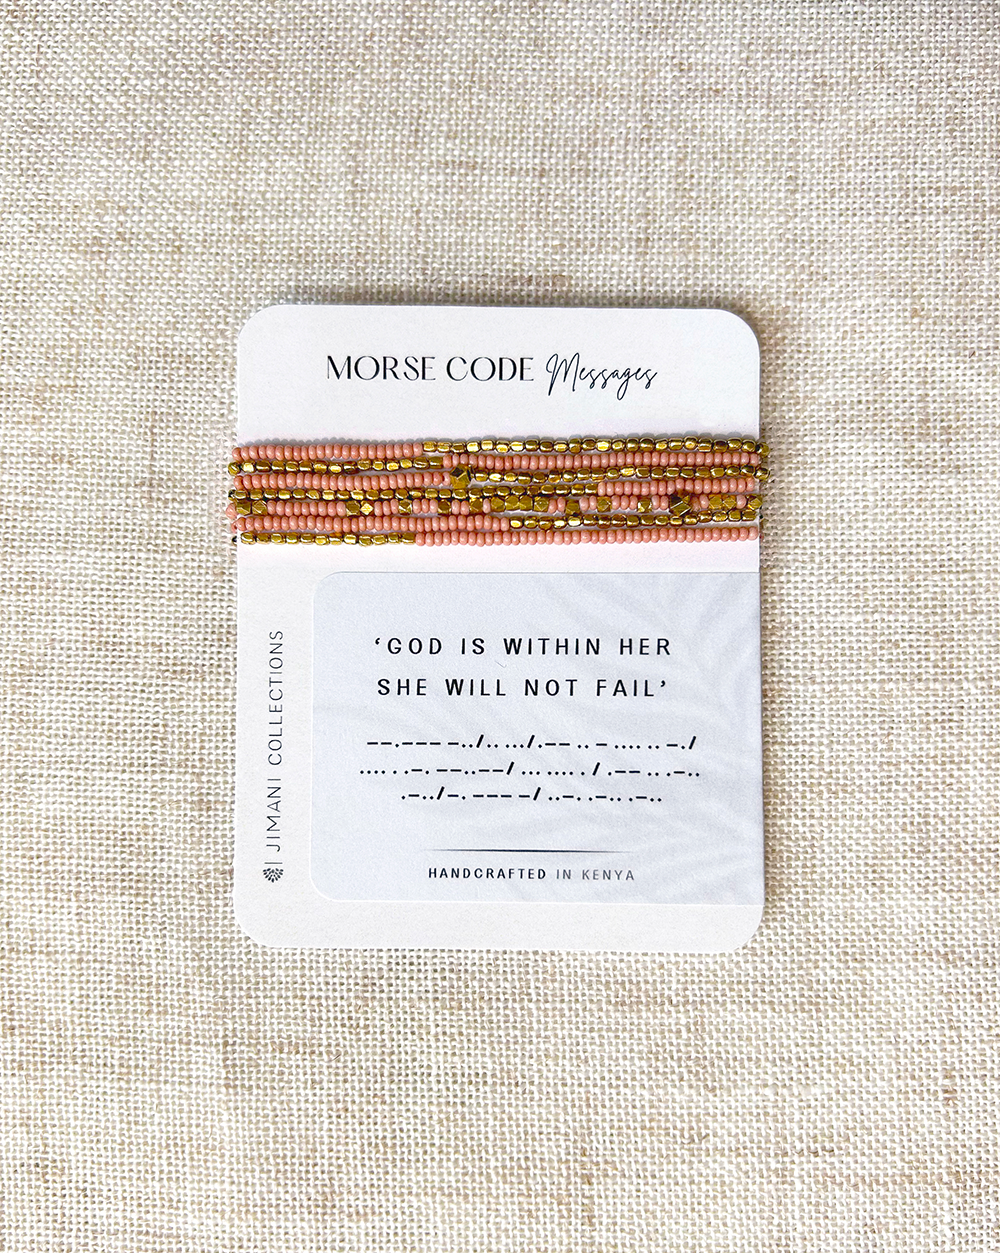 MORSE CODE Messages
'GOD IS WITHIN HER
SHE WILL NOT FAIL'
--.--- -../.. .../.-- .. - .... .. -./
.... . .-. --..--/ ... .... . / .-- .. .-..
.-../-. --- -/ ..-. .-.. .-..
HANDCRAFTED IN KENYA
JIMANI COLLECTIONS